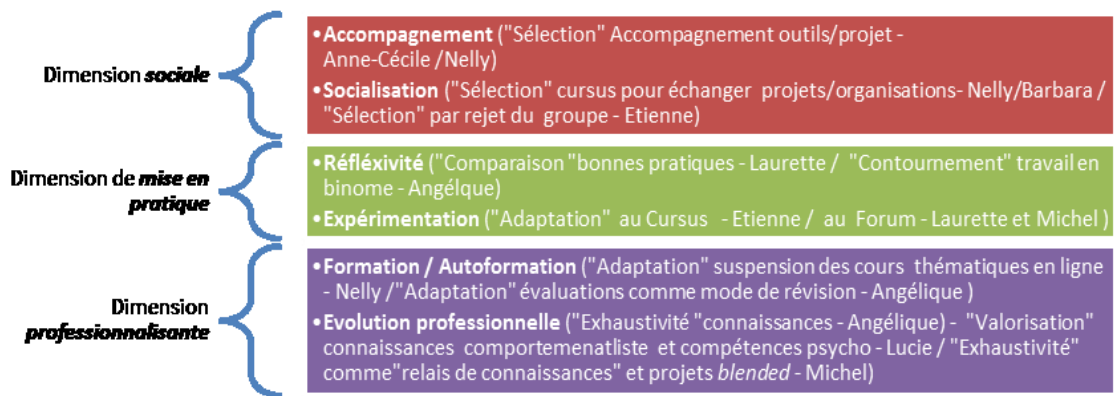 Dimension sociale
•Accompagnement ("Sélection" Accompagnement outils/projet -
Anne-Cécile /Nelly)
•Socialisation ("Sélection" cursus pour échanger projets/organisations- Nelly/Barbara /
"Sélection" par rejet du groupe - Etienne)
Dimension de mise en
pratique
•Réfléxivité ("Comparaison "bonnes pratiques - Laurette / "Contournement" travail en
binome - Angélque)
•Expérimentation ("Adaptation" au Cursus - Etienne / au Forum - Laurette et Michel )
Dimension
professionnalisante
•Formation / Autoformation ("Adaptation" suspension des cours thématiques en ligne
- Nelly /"Adaptation" évaluations comme mode de révision - Angélique )
•Evolution professionnelle ("Exhaustivité "connaissances - Angélique) - "Valorisation"
connaissances comportemenatliste et compétences psycho - Lucie / "Exhaustivité"
comme"relais de connaissances" et projets blended - Michel)